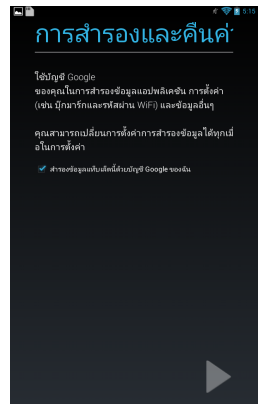 5:15
การสำรองและคืนค่า
ใช้บัญชี Google
ของคุณในการสำรองข้อมูลแอปพลิเคชัน การตั้งค่า
(เช่น บุ๊กมาร์กและรหัสผ่าน WiFi) และข้อมูลอื่นๆ
คุณสามารถเปลี่ยนการตั้งค่าการสำรองข้อมูลได้ทุกเมื่
อในการตั้งค่า
สำรองข้อมูลแท็บเล็ตนี้ด้วยบัญชี Google ของฉัน